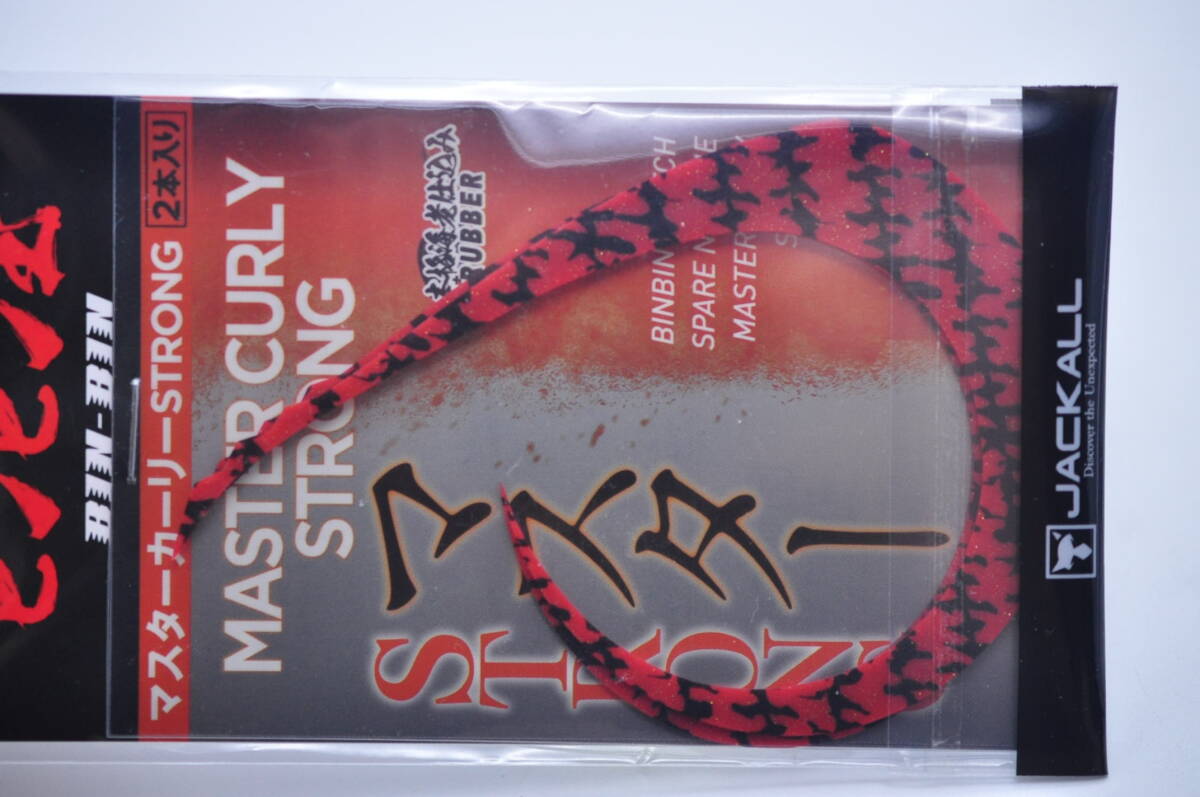 BIN-BIN
マスターカーリーSTRONG 2本入り
MASTER CURLY
STRONG
RUBBER
BINBIN
SPARE
MASTER
マスター
STRON
JACKALL
Discover the Unexpected